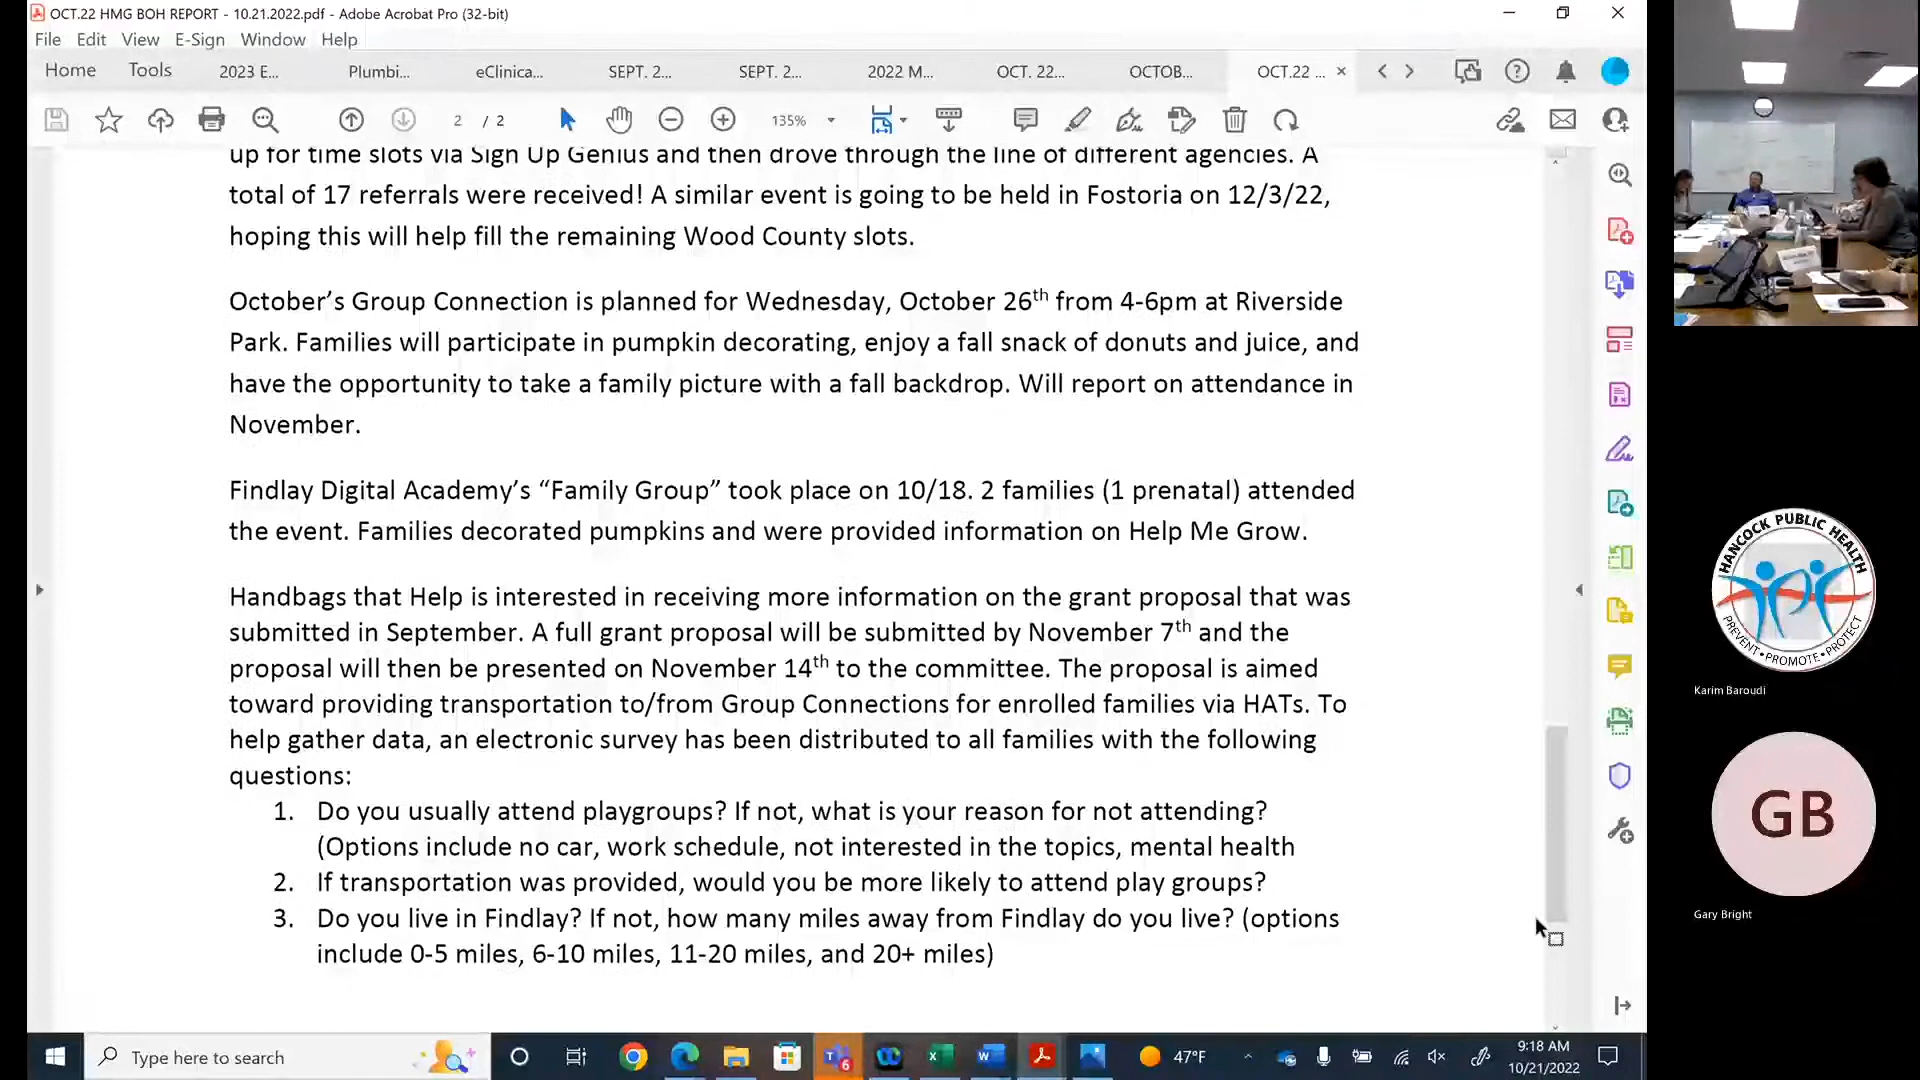 OCT.22 HMG BOH REPORT - 10.21.2022.pdf - Adobe Acrobat Pro (32-bit)
File Edit View E-Sign Window Help
Home Tools 2023 E... Plumbi... eClinica... SEPT. 2... SEPT. 2... 2022 M... OCT. 22... OCTOB... OCT.22 ...
2 / 2 135%
up for time slots via Sign Up Genius and then drove through the line of different agencies. A
total of 17 referrals were received! A similar event is going to be held in Fostoria on 12/3/22,
hoping this will help fill the remaining Wood County slots.
October’s Group Connection is planned for Wednesday, October 26th from 4-6pm at Riverside
Park. Families will participate in pumpkin decorating, enjoy a fall snack of donuts and juice, and
have the opportunity to take a family picture with a fall backdrop. Will report on attendance in
November.
Findlay Digital Academy’s “Family Group” took place on 10/18. 2 families (1 prenatal) attended
the event. Families decorated pumpkins and were provided information on Help Me Grow.
Handbags that Help is interested in receiving more information on the grant proposal that was
submitted in September. A full grant proposal will be submitted by November 7th and the
proposal will then be presented on November 14th to the committee. The proposal is aimed
toward providing transportation to/from Group Connections for enrolled families via HATs. To
help gather data, an electronic survey has been distributed to all families with the following
questions:
1. Do you usually attend playgroups? If not, what is your reason for not attending?
(Options include no car, work schedule, not interested in the topics, mental health
2. If transportation was provided, would you be more likely to attend play groups?
3. Do you live in Findlay? If not, how many miles away from Findlay do you live? (options
include 0-5 miles, 6-10 miles, 11-20 miles, and 20+ miles)
HANCOCK PUBLIC HEALTH
PREVENT • PROMOTE • PROTECT
Karim Baroudi
GB
Gary Bright
Type here to search
6
47°F
9:18 AM
10/21/2022